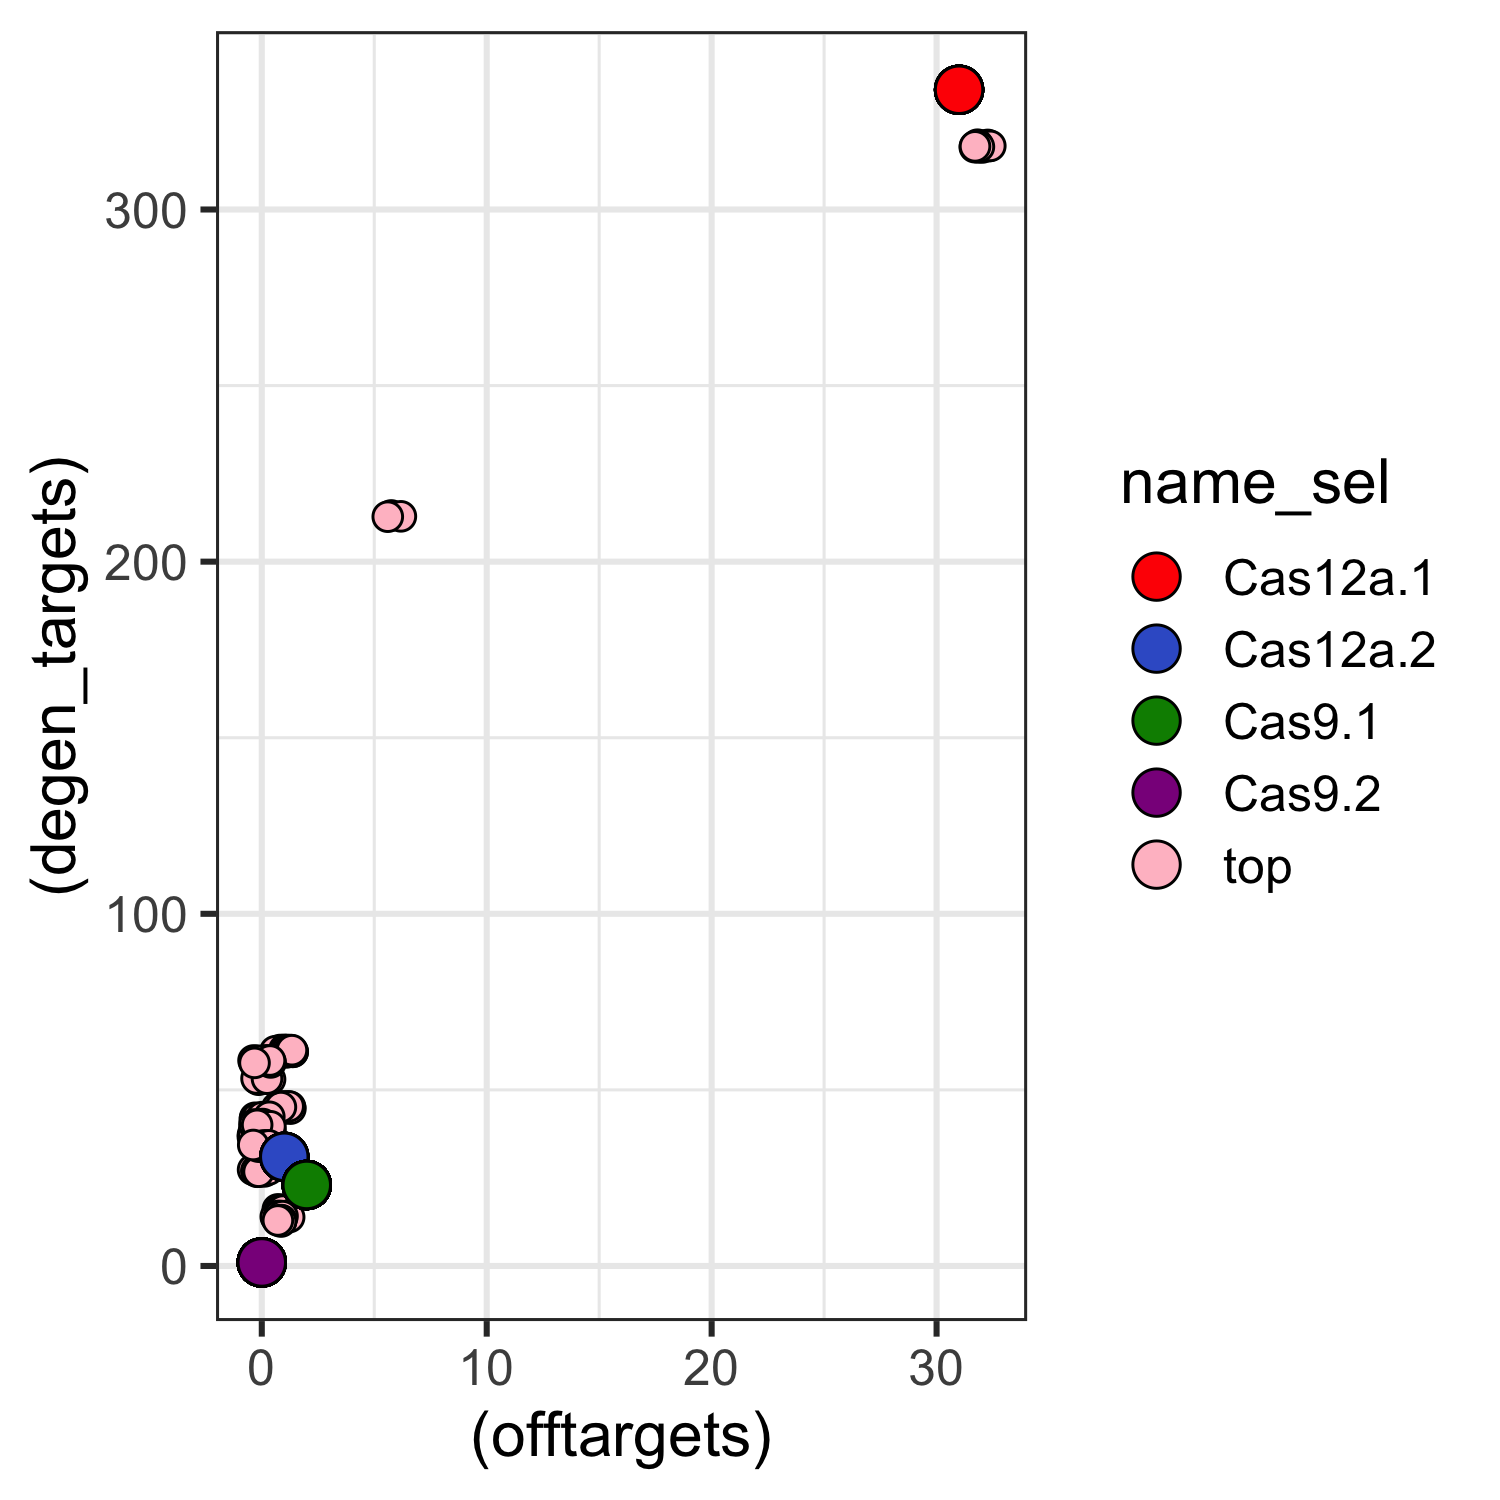 300
200
100
0
(degen_targets)
0 10 20 30
(offtargets)
name_sel
Cas12a.1
Cas12a.2
Cas9.1
Cas9.2
top